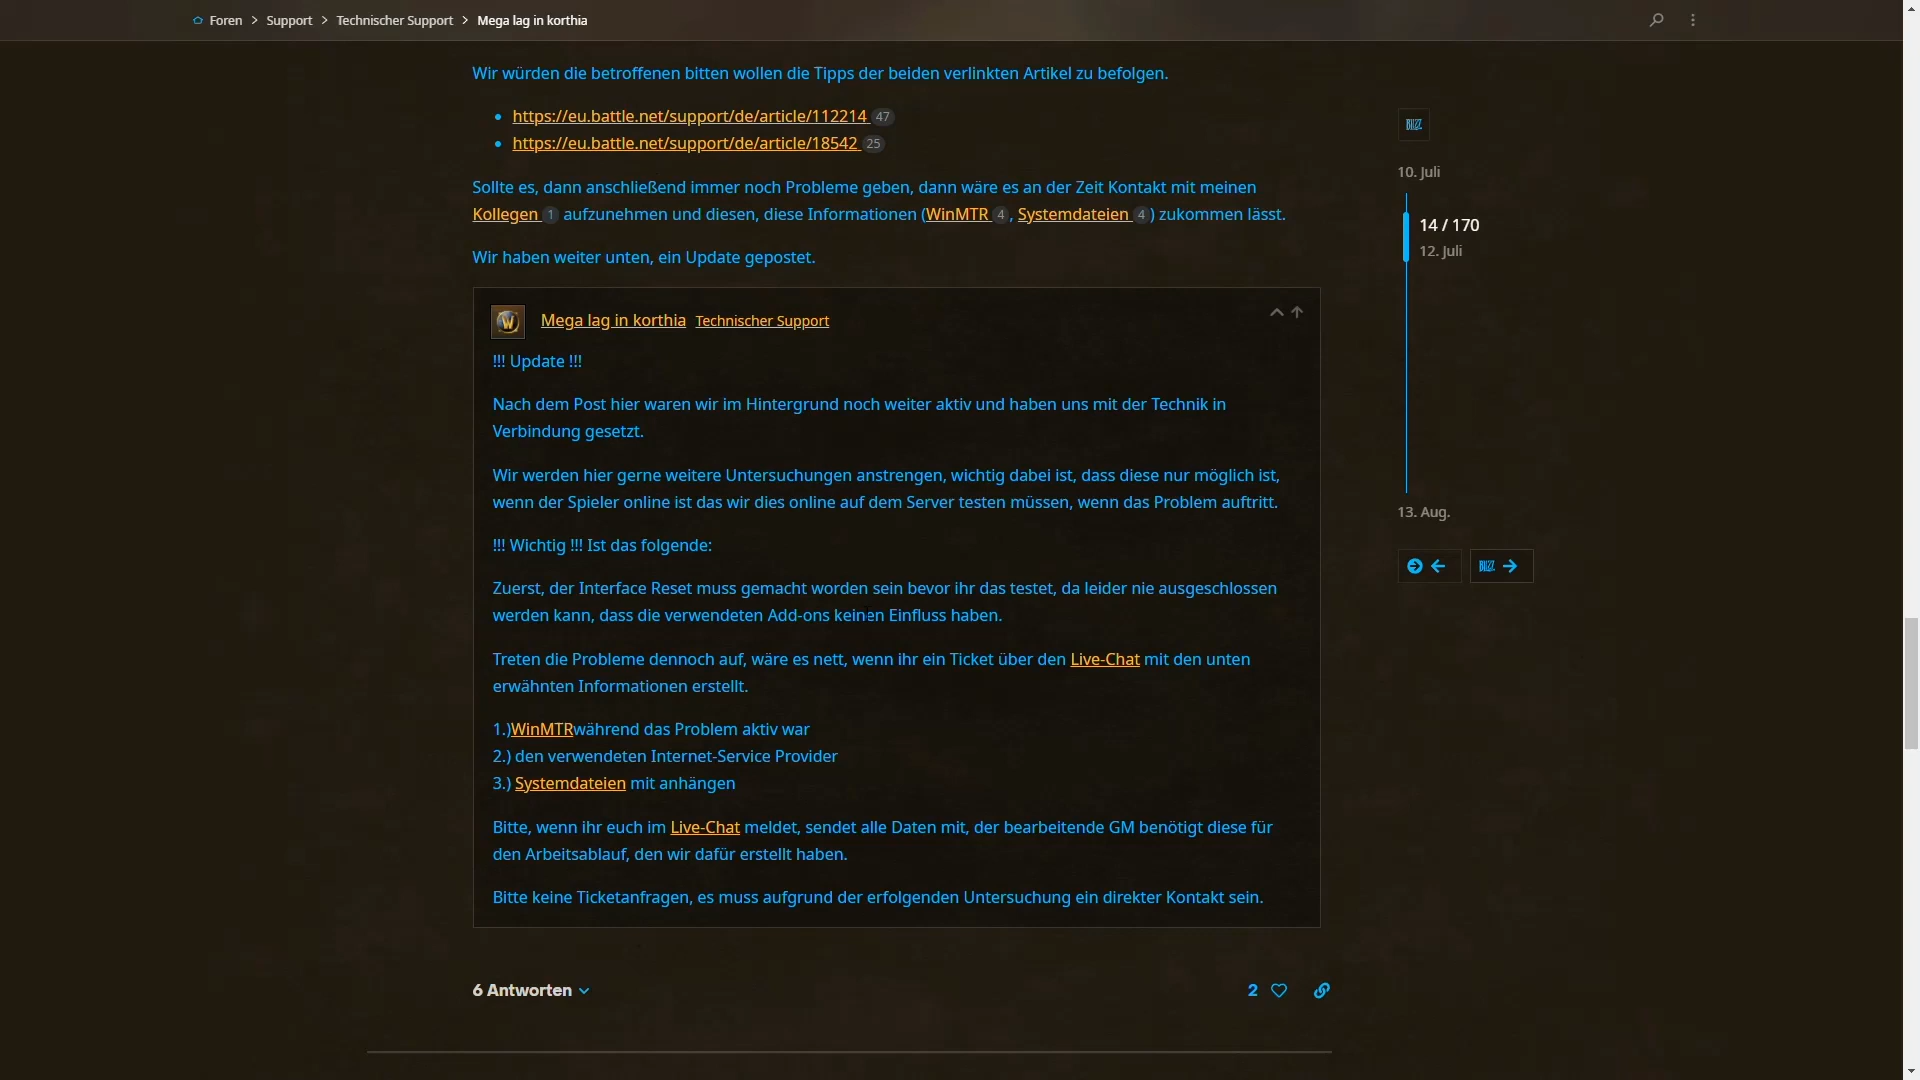 Foren > Support > Technischer Support > Mega lag in korthia
Wir würden die betroffenen bitten wollen die Tipps der beiden verlinkten Artikel zu befolgen.
• https://eu.battle.net/support/de/article/112214 47
• https://eu.battle.net/support/de/article/18542 25
Sollte es, dann anschließend immer noch Probleme geben, dann wäre es an der Zeit Kontakt mit meinen
Kollegen 1 aufzunehmen und diesen, diese Informationen (WinMTR 4, Systemdateien 4) zukommen lässt.
Wir haben weiter unten, ein Update gepostet.
Mega lag in korthia Technischer Support
!!! Update !!!
Nach dem Post hier waren wir im Hintergrund noch weiter aktiv und haben uns mit der Technik in
Verbindung gesetzt.
Wir werden hier gerne weitere Untersuchungen anstrengen, wichtig dabei ist, dass diese nur möglich ist,
wenn der Spieler online ist das wir dies online auf dem Server testen müssen, wenn das Problem auftritt.
!!! Wichtig !!! Ist das folgende:
Zuerst, der Interface Reset muss gemacht worden sein bevor ihr das testet, da leider nie ausgeschlossen
werden kann, dass die verwendeten Add-ons keinen Einfluss haben.
Treten die Probleme dennoch auf, wäre es nett, wenn ihr ein Ticket über den Live-Chat mit den unten
erwähnten Informationen erstellt.
1.)WinMTRwährend das Problem aktiv war
2.) den verwendeten Internet-Service Provider
3.) Systemdateien mit anhängen
Bitte, wenn ihr euch im Live-Chat meldet, sendet alle Daten mit, der bearbeitende GM benötigt diese für
den Arbeitsablauf, den wir dafür erstellt haben.
Bitte keine Ticketanfragen, es muss aufgrund der erfolgenden Untersuchung ein direkter Kontakt sein.
6 Antworten
2
BLIZZ
10. Juli
14 / 170
12. Juli
13. Aug.
BLIZZ